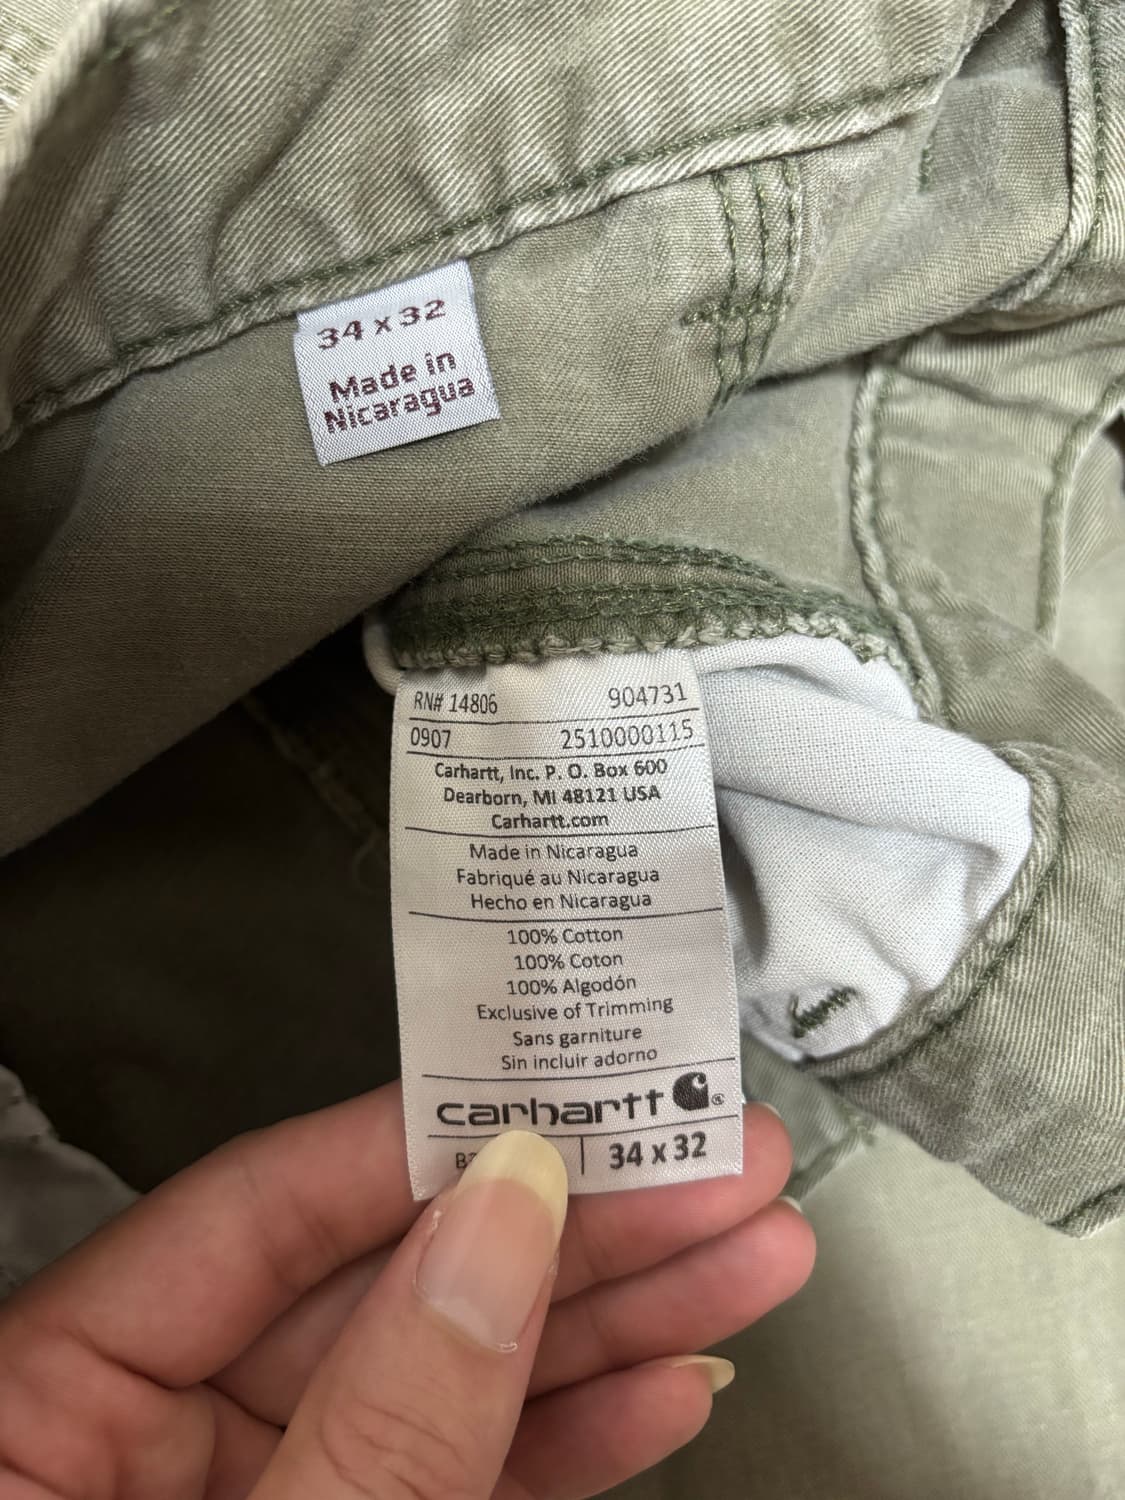 34 x 32
Made in
Nicaragua
RN# 14806 904731
0907 2510000115
Carhartt, Inc. P. O. Box 600
Dearborn, MI 48121 USA
Carhartt.com
Made in Nicaragua
Fabriqué au Nicaragua
Hecho en Nicaragua
100% Cotton
100% Coton
100% Algodón
Exclusive of Trimming
Sans garniture
Sin incluir adorno
carhartt ®
34 x 32